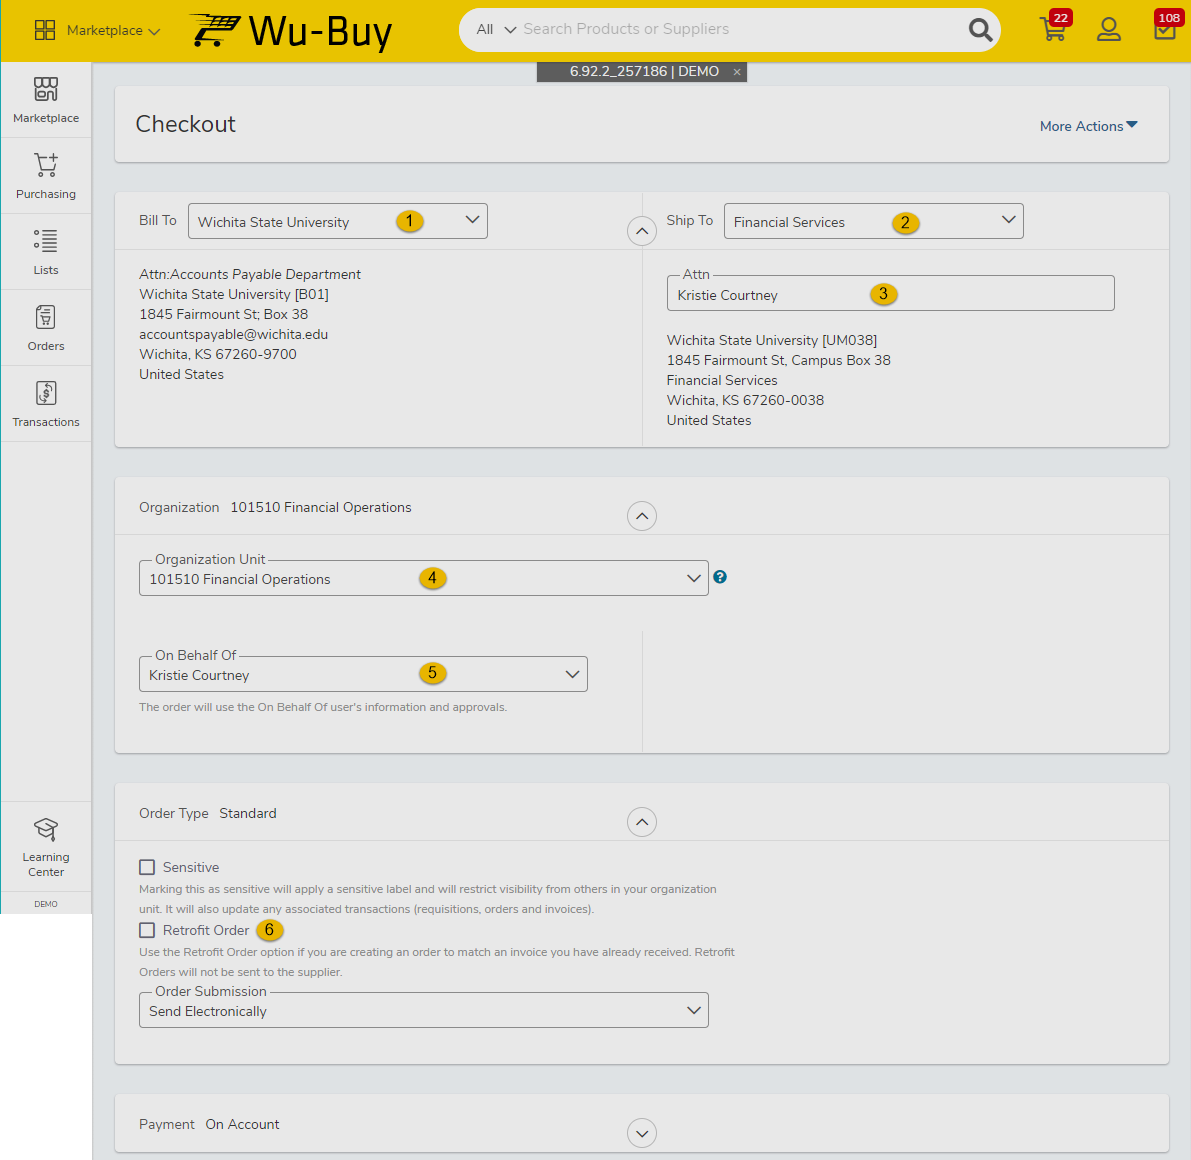 Marketplace
Wu-Buy
All
Search Products or Suppliers
22
108
6.92.2_257186 | DEMO ×
Marketplace
Purchasing
Lists
Orders
Transactions
Learning
Center
DEMO
Checkout
More Actions
Bill To
Wichita State University
1
Ship To
Financial Services
2
Attn:Accounts Payable Department
Wichita State University [B01]
1845 Fairmount St; Box 38
accountspayable@wichita.edu
Wichita, KS 67260-9700
United States
Attn
Kristie Courtney
3
Wichita State University [UM038]
1845 Fairmount St, Campus Box 38
Financial Services
Wichita, KS 67260-0038
United States
Organization 101510 Financial Operations
Organization Unit
101510 Financial Operations
4
?
On Behalf Of
Kristie Courtney
5
The order will use the On Behalf Of user's information and approvals.
Order Type Standard
Sensitive
Marking this as sensitive will apply a sensitive label and will restrict visibility from others in your organization
unit. It will also update any associated transactions (requisitions, orders and invoices).
Retrofit Order 6
Use the Retrofit Order option if you are creating an order to match an invoice you have already received. Retrofit
Orders will not be sent to the supplier.
Order Submission
Send Electronically
Payment On Account